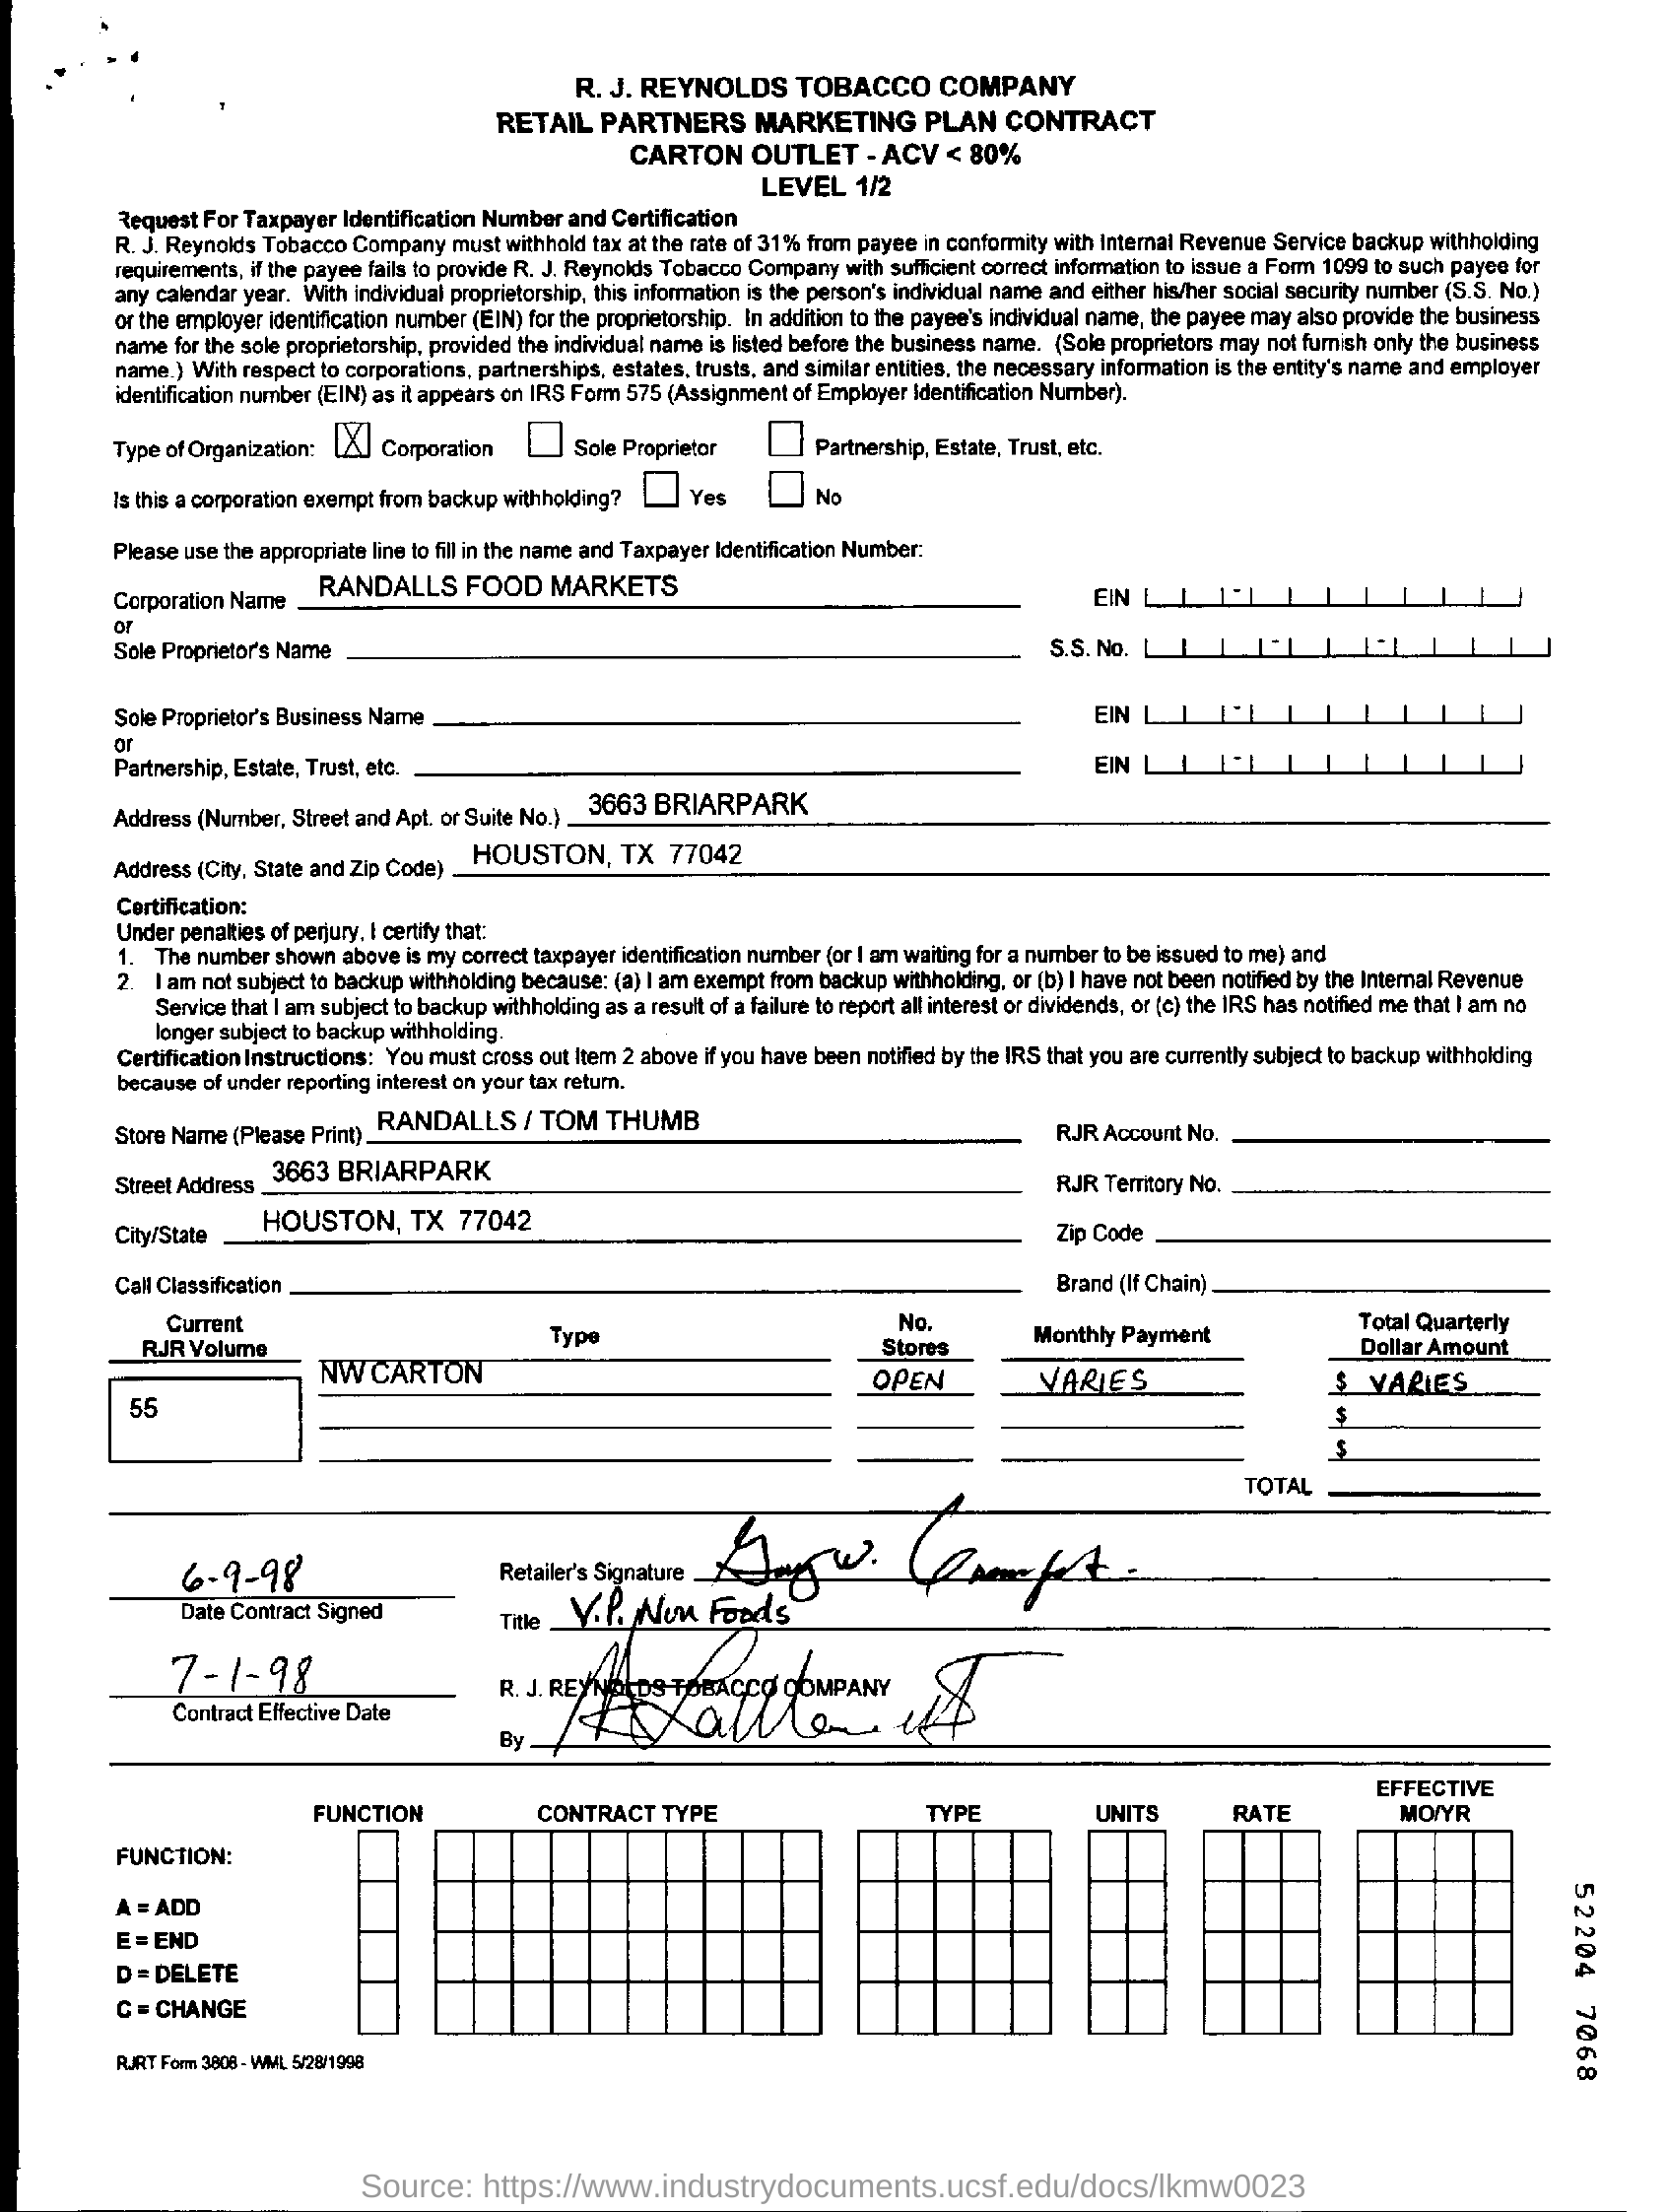 R. J. REYNOLDS TOBACCO COMPANY
RETAIL PARTNERS MARKETING PLAN CONTRACT
CARTON OUTLET - ACV < 80%
LEVEL 1/2
Request For Taxpayer Identification Number and Certification
R. J. Reynolds Tobacco Company must withhold tax at the rate of 31% from payee in conformity with Internal Revenue Service backup withholding
requirements, if the payee fails to provide R. J. Reynolds Tobacco Company with sufficient correct information to issue a Form 1099 to such payee for
any calendar year. With individual proprietorship, this information is the person's individual name and either his/her social security number (S.S. No.)
or the employer identification number (EIN) for the proprietorship. In addition to the payee's individual name, the payee may also provide the business
name for the sole proprietorship, provided the individual name is listed before the business name. (Sole proprietors may not furnish only the business
name.) With respect to corporations, partnerships, estates, trusts, and similar entities, the necessary information is the entity's name and employer
identification number (EIN) as it appears on IRS Form 575 (Assignment of Employer Identification Number).
Type of Organization: X Corporation Sole Proprietor Partnership, Estate, Trust, etc.
Is this a corporation exempt from backup withholding? Yes No
Please use the appropriate line to fill in the name and Taxpayer Identification Number:
Corporation Name RANDALLS FOOD MARKETS EIN
or
Sole Proprietor's Name S.S. No.
Sole Proprietor's Business Name EIN
or
Partnership, Estate, Trust, etc. EIN
Address (Number, Street and Apt. or Suite No.) 3663 BRIARPARK
Address (City, State and Zip Code) HOUSTON, TX 77042
Certification:
Under penalties of perjury, I certify that:
1. The number shown above is my correct taxpayer identification number (or I am waiting for a number to be issued to me) and
2. I am not subject to backup withholding because: (a) I am exempt from backup withholding, or (b) I have not been notified by the Internal Revenue
Service that I am subject to backup withholding as a result of a failure to report all interest or dividends, or (c) the IRS has notified me that I am no
longer subject to backup withholding.
Certification Instructions: You must cross out Item 2 above if you have been notified by the IRS that you are currently subject to backup withholding
because of under reporting interest on your tax return.
Store Name (Please Print) RANDALLS / TOM THUMB RJR Account No.
Street Address 3663 BRIARPARK RJR Territory No.
City/State HOUSTON, TX 77042 Zip Code
Call Classification Brand (If Chain)
Current RJR Volume Type No. Stores Monthly Payment Total Quarterly Dollar Amount
55 NW CARTON OPEN VARIES $ VARIES
$
$
TOTAL
6-9-98 Retailer's Signature
Date Contract Signed Title V.P. Non Foods
7-1-98 R. J. REYNOLDS TOBACCO COMPANY
Contract Effective Date
By
FUNCTION CONTRACT TYPE TYPE UNITS RATE EFFECTIVE MO/YR
FUNCTION:
A = ADD
E = END
D = DELETE
C = CHANGE
RJRT Form 3808 - WML 5/28/1998
52204 7068
Source: https://www.industrydocuments.ucsf.edu/docs/lkmw0023